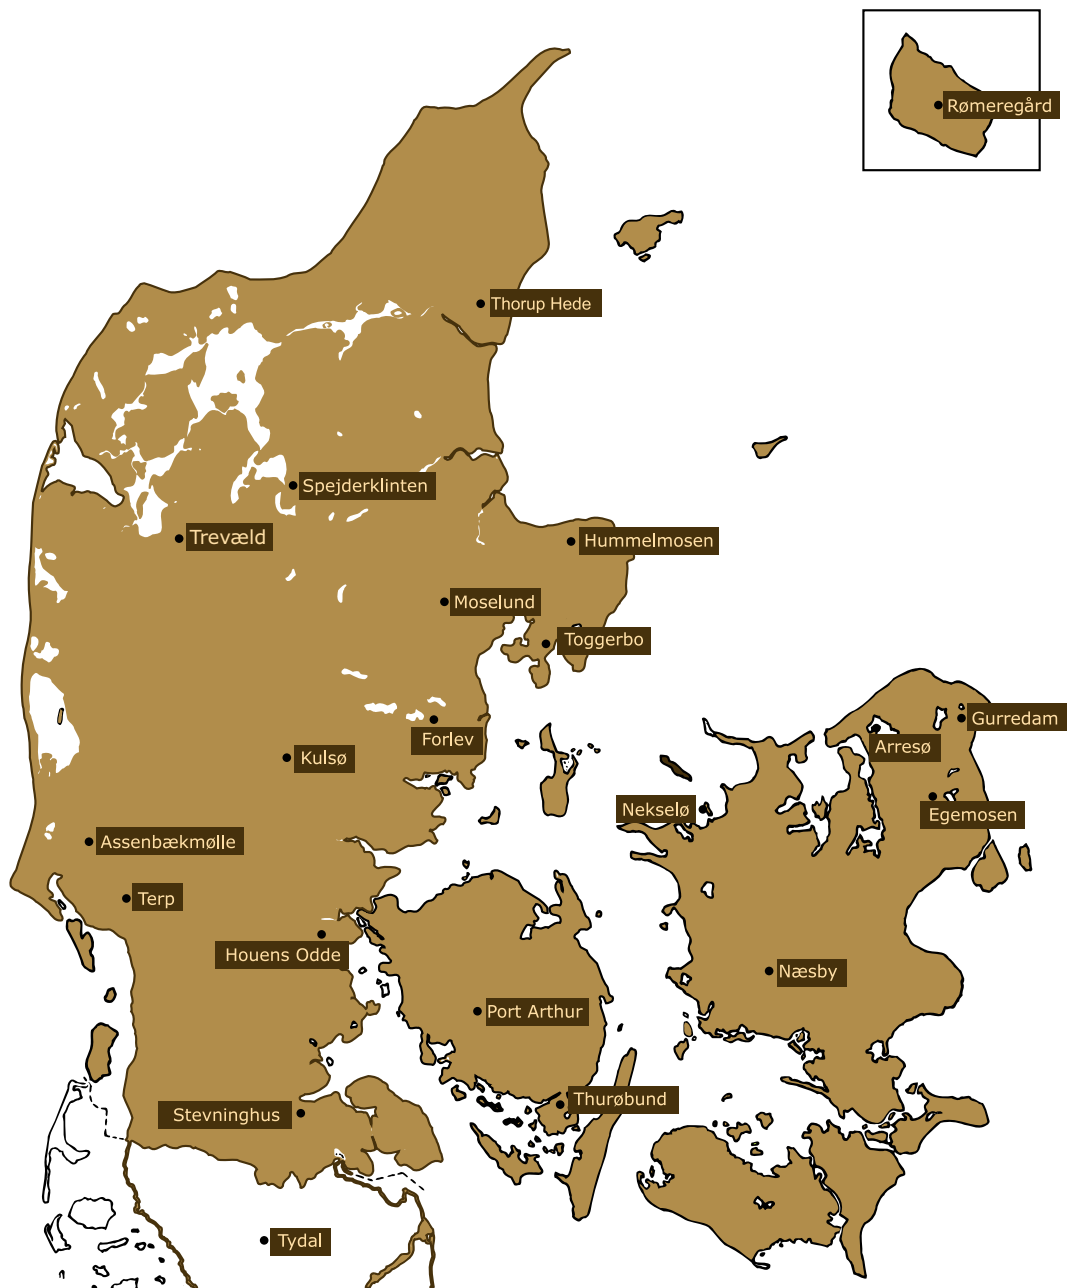 Rømeregård
Thorup Hede
Spejderklinten
Trevæld
Hummelmosen
Moselund
Toggerbo
Gurredam
Forlev
Arresø
Kulsø
Nekselø
Egemosen
Assenbækmølle
Terp
Houens Odde
Næsby
Port Arthur
Thurøbund
Stevninghus
Tydal